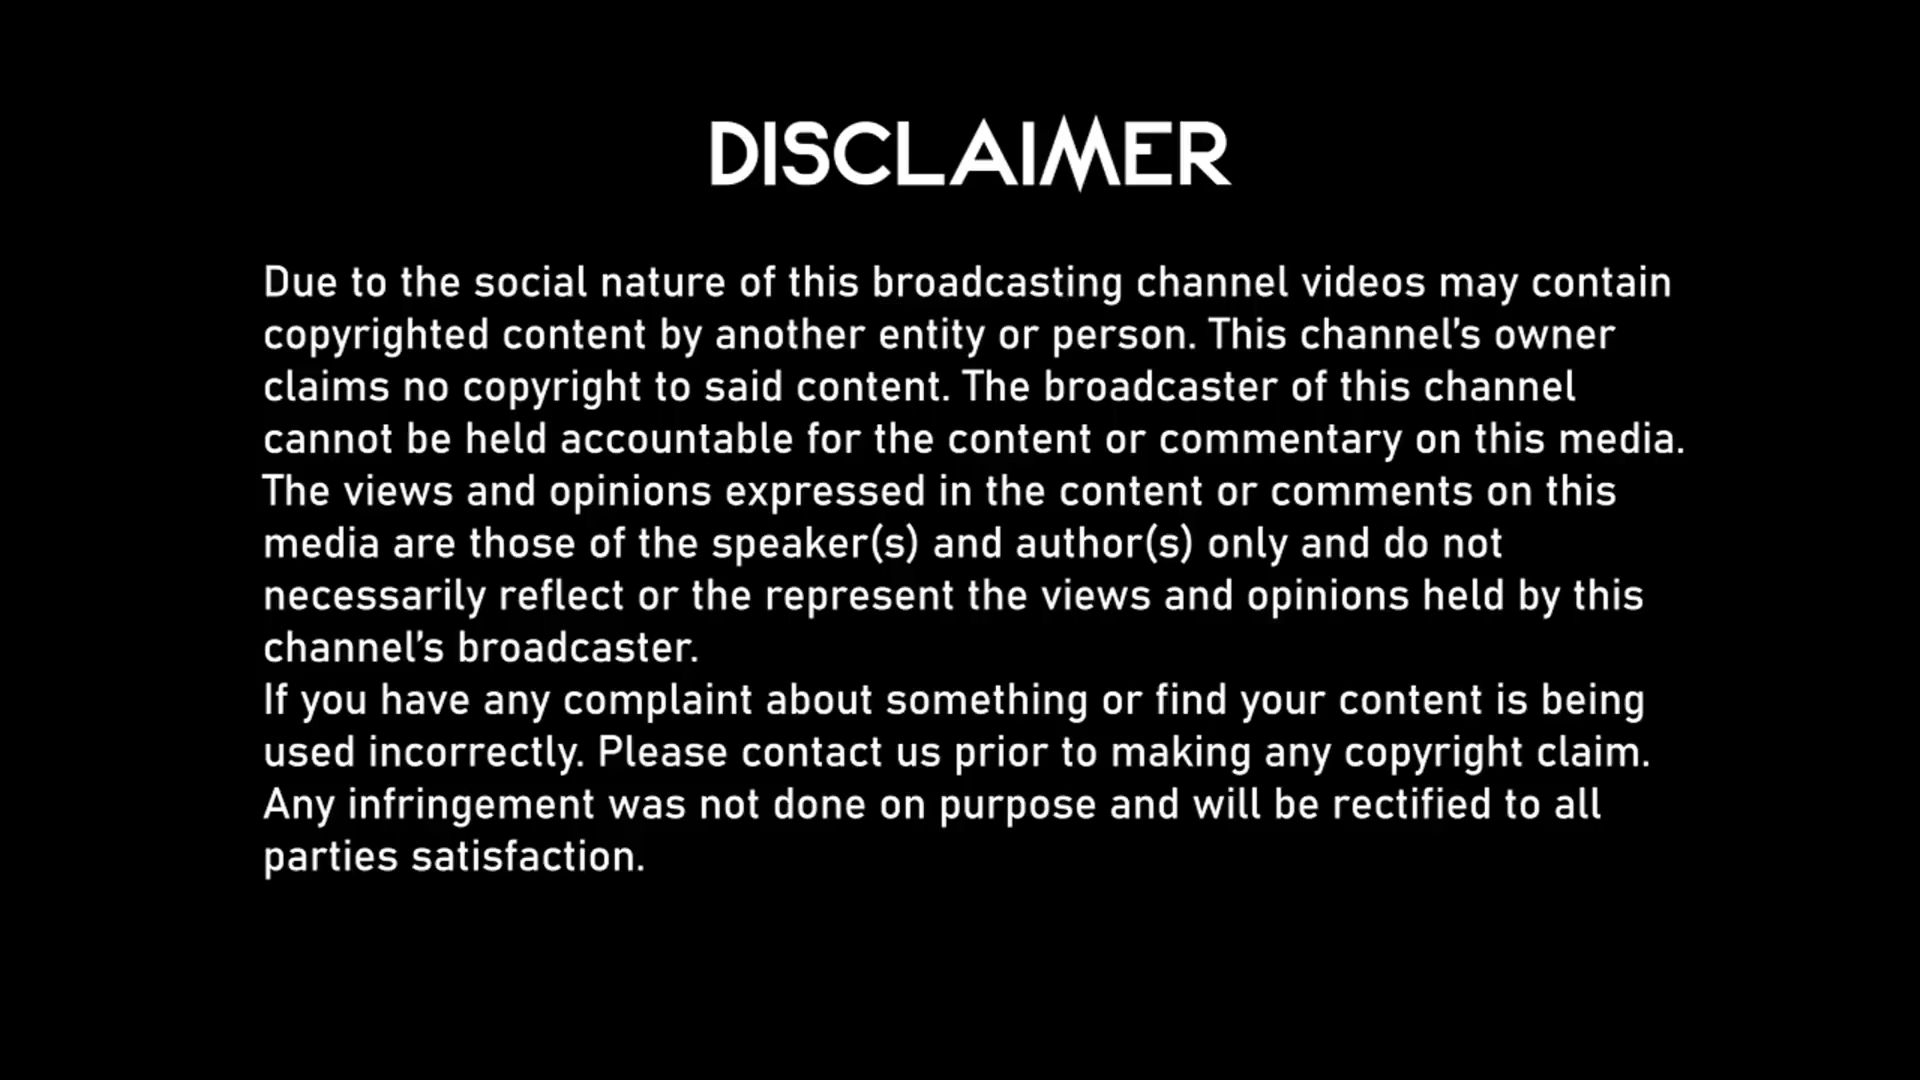 DISCLAIMER
Due to the social nature of this broadcasting channel videos may contain
copyrighted content by another entity or person. This channel’s owner
claims no copyright to said content. The broadcaster of this channel
cannot be held accountable for the content or commentary on this media.
The views and opinions expressed in the content or comments on this
media are those of the speaker(s) and author(s) only and do not
necessarily reflect or the represent the views and opinions held by this
channel’s broadcaster.
If you have any complaint about something or find your content is being
used incorrectly. Please contact us prior to making any copyright claim.
Any infringement was not done on purpose and will be rectified to all
parties satisfaction.